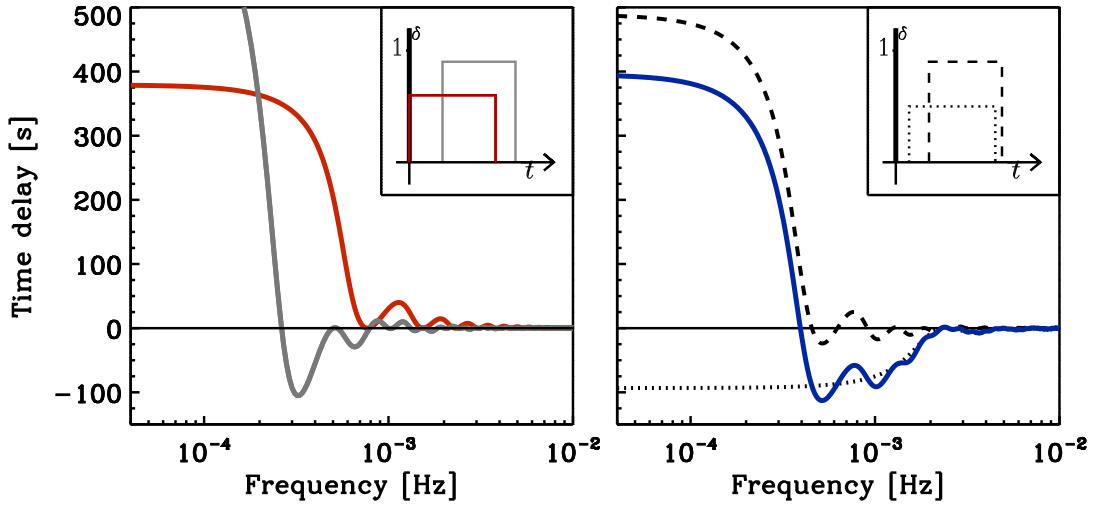 Time delay [s]
500
400
300
200
100
0
-100
10⁻⁴
10⁻³
10⁻²
Frequency [Hz]
1
δ
t
10⁻⁴
10⁻³
10⁻²
Frequency [Hz]
1
δ
t